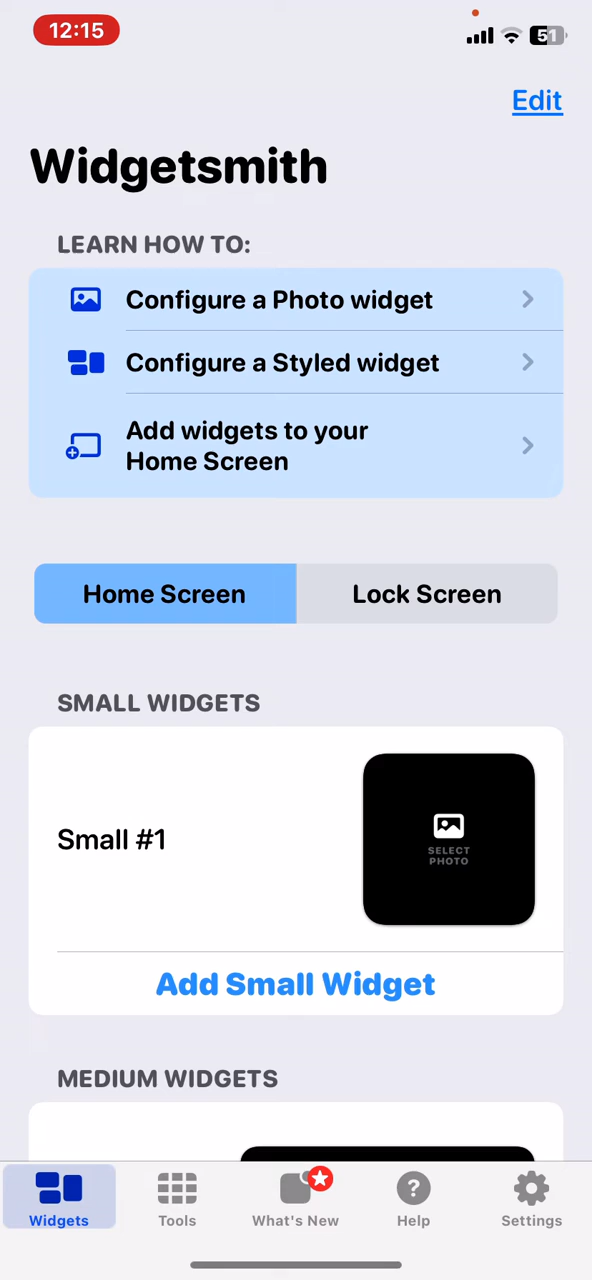 12:15
51
Edit
Widgetsmith
LEARN HOW TO:
Configure a Photo widget
Configure a Styled widget
Add widgets to your
Home Screen
Home Screen
Lock Screen
SMALL WIDGETS
Small #1
SELECT
PHOTO
Add Small Widget
MEDIUM WIDGETS
Widgets
Tools
What's New
Help
Settings